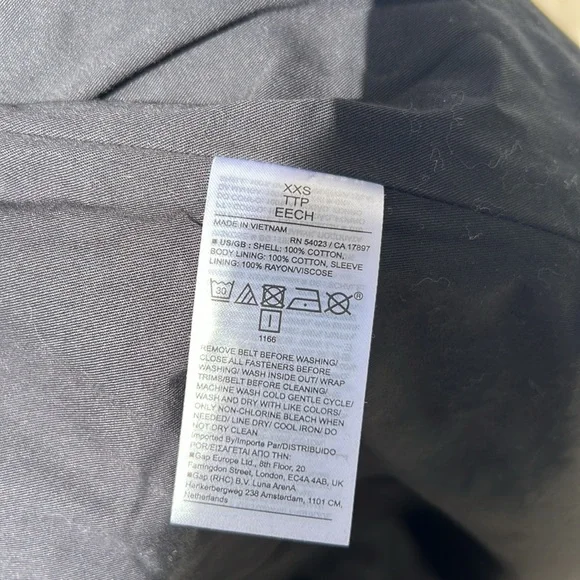 XXS
TTP
EECH
MADE IN VIETNAM
RN 54023 / CA 17897
■ US/GB : SHELL: 100% COTTON,
BODY LINING: 100% COTTON, SLEEVE
LINING: 100% RAYON/VISCOSE
30 ®
1166
REMOVE BELT BEFORE WASHING/
CLOSE ALL FASTENERS BEFORE
WASHING/ WASH INSIDE OUT/ WRAP
TRIMS/BELT BEFORE CLEANING/
MACHINE WASH COLD GENTLE CYCLE/
WASH AND DRY WITH LIKE COLORS/
ONLY NON-CHLORINE BLEACH WHEN
NEEDED/ LINE DRY/ COOL IRON/ DO
NOT DRY CLEAN
Imported By/Importe Par/DISTRIBUIDO
POR/ΕΙΣΑΓΕΤΑΙ ΑΠΟ ΤΗΝ:
■Gap Europe Ltd., 8th Floor, 20
Farringdon Street, London, EC4A 4AB, UK
■Gap (RHC) B.V. Luna ArenA
Herikerbergweg 238 Amsterdam, 1101 CM,
Netherlands